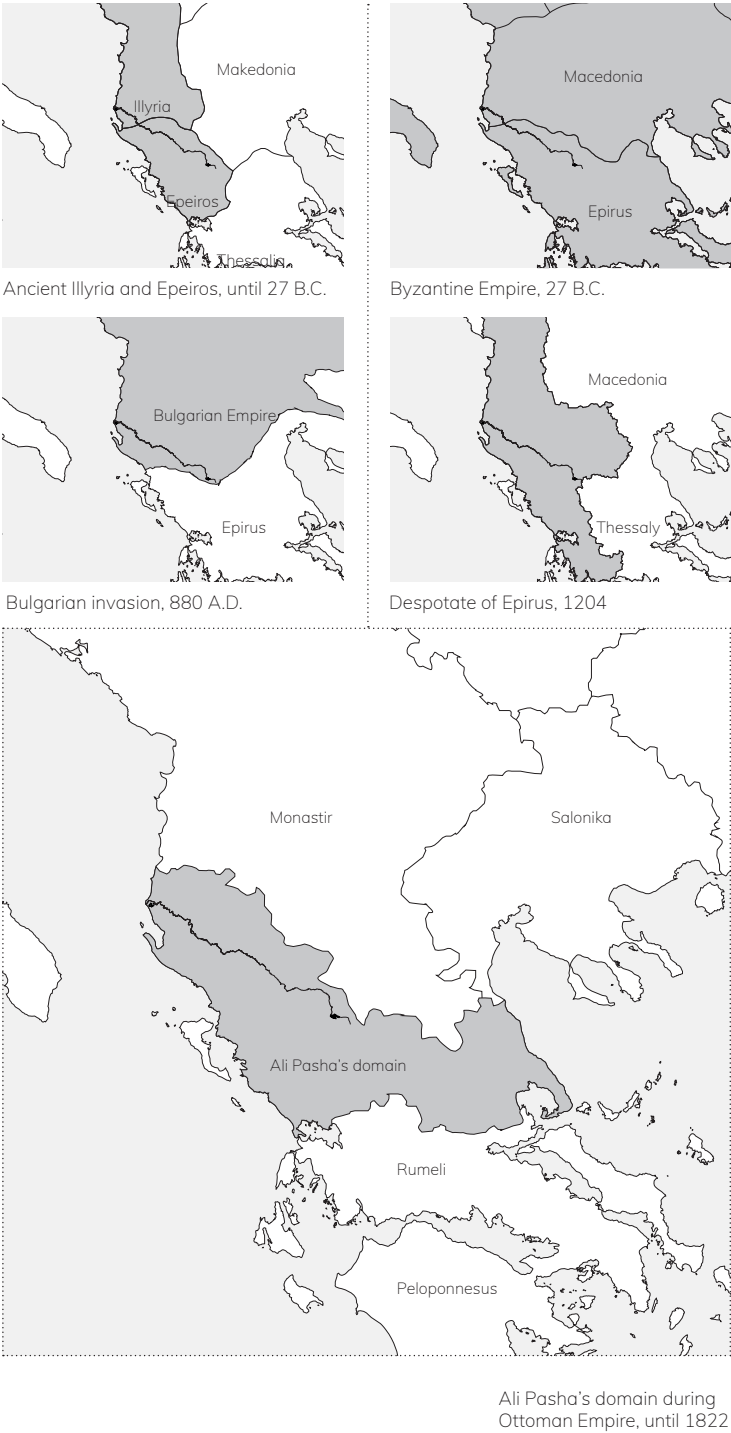 Makedonia
Illyria
Epeiros
Thessalia
Ancient Illyria and Epeiros, until 27 B.C.
Macedonia
Epirus
Byzantine Empire, 27 B.C.
Bulgarian Empire
Epirus
Bulgarian invasion, 880 A.D.
Macedonia
Thessaly
Despotate of Epirus, 1204
Monastir
Salonika
Ali Pasha's domain
Rumeli
Peloponnesus
Ali Pasha's domain during
Ottoman Empire, until 1822